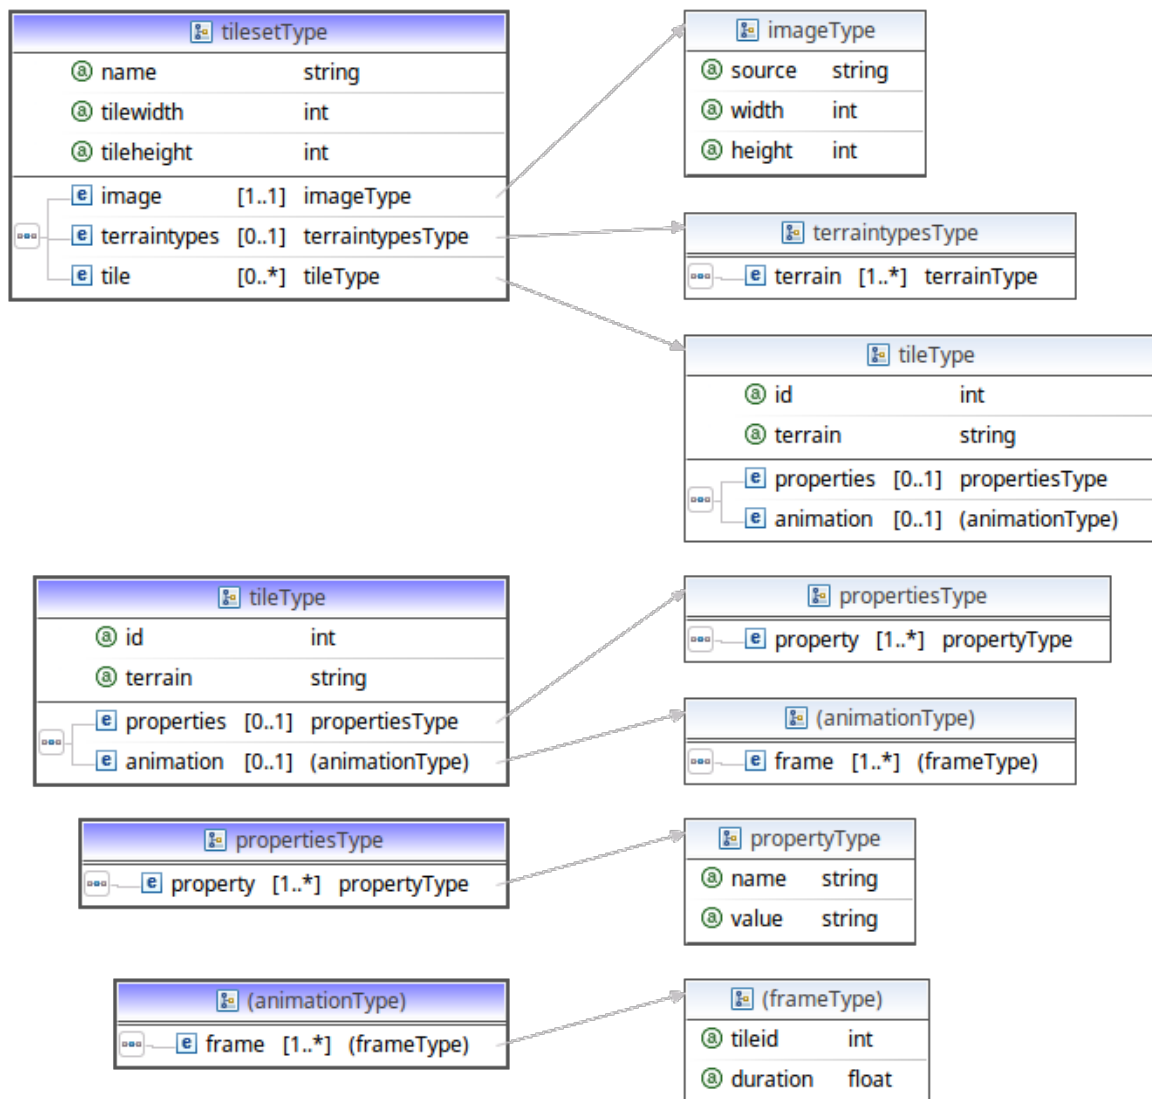 tilesetType
a name string
a tilewidth int
a tileheight int
e image [1..1] imageType
e terraintypes [0..1] terraintypesType
e tile [0..*] tileType
imageType
a source string
a width int
a height int
terraintypesType
e terrain [1..*] terrainType
tileType
a id int
a terrain string
e properties [0..1] propertiesType
e animation [0..1] (animationType)
tileType
a id int
a terrain string
e properties [0..1] propertiesType
e animation [0..1] (animationType)
propertiesType
e property [1..*] propertyType
(animationType)
e frame [1..*] (frameType)
propertiesType
e property [1..*] propertyType
propertyType
a name string
a value string
(animationType)
e frame [1..*] (frameType)
(frameType)
a tileid int
a duration float